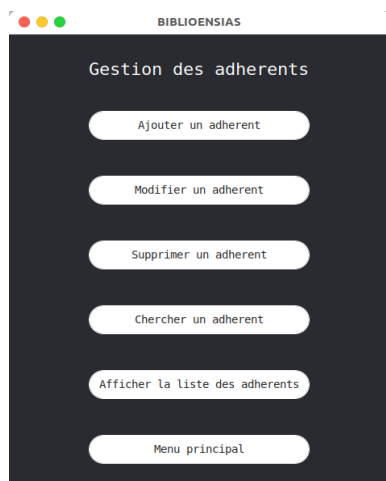 BIBLIOENSIAS
Gestion des adherents
Ajouter un adherent
Modifier un adherent
Supprimer un adherent
Chercher un adherent
Afficher la liste des adherents
Menu principal